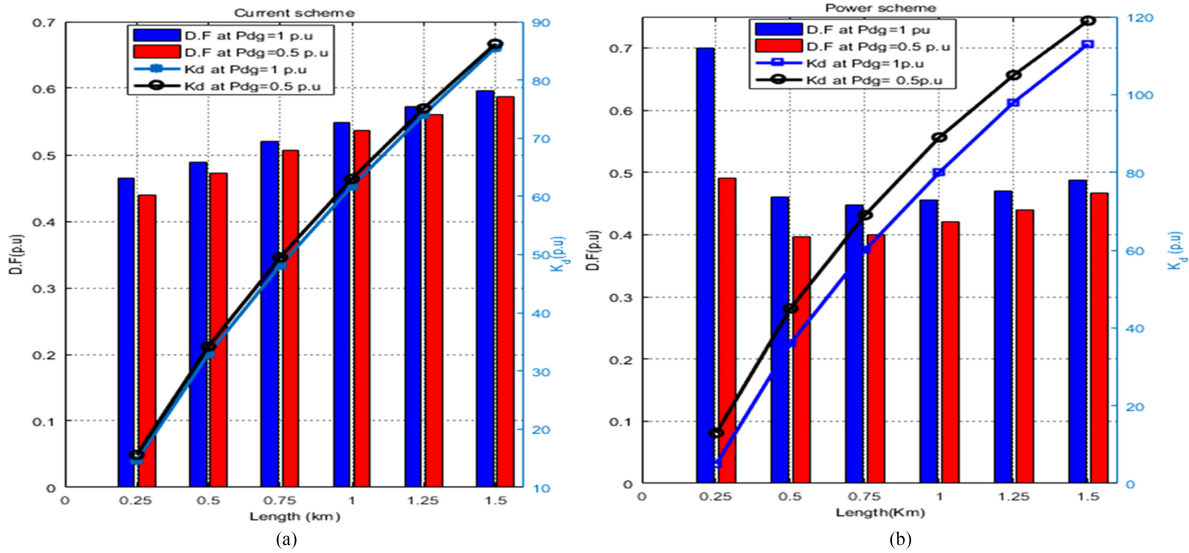 Current scheme
D.F at Pdg=1 p.u
D.F at Pdg=0.5 p.u
Kd at Pdg=1 p.u
Kd at Pdg=0.5 p.u
D.F(p.u)
0.7
0.6
0.5
0.4
0.3
0.2
0.1
0
90
80
70
60
50
40
30
20
10
Kd(p.u)
0 0.25 0.5 0.75 1 1.25 1.5
Length (km)
(a)
Power scheme
D.F at Pdg=1 pu
D.F at Pdg=0.5 p.u
Kd at Pdg=1p.u
Kd at Pdg= 0.5p.u
D.F(p.u)
0.7
0.6
0.5
0.4
0.3
0.2
0.1
0
120
100
80
60
40
20
0
Kd (p.u)
0 0.25 0.5 0.75 1 1.25 1.5
Length(Km)
(b)